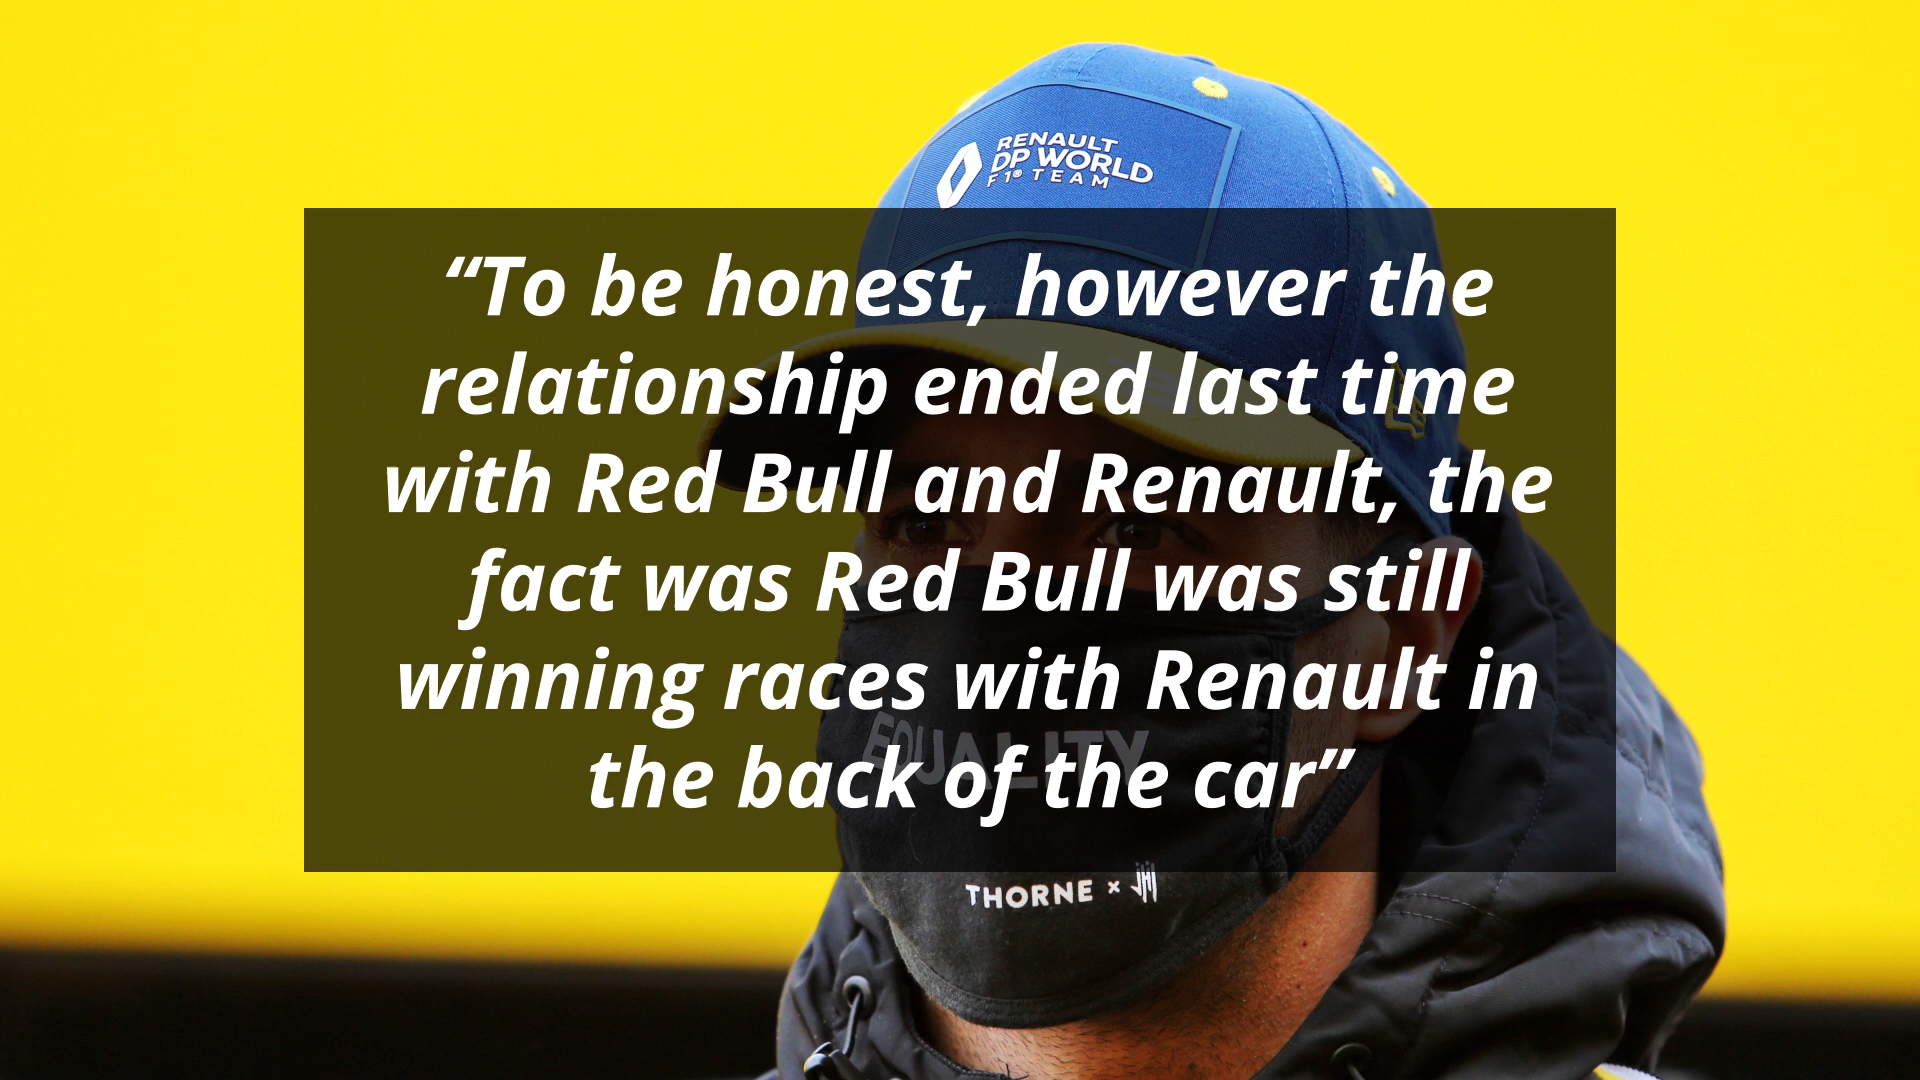 RENAULT
DP WORLD
F1® TEAM
“To be honest, however the
relationship ended last time
with Red Bull and Renault, the
fact was Red Bull was still
winning races with Renault in
the back of the car”
EQUALITY
THORNE x